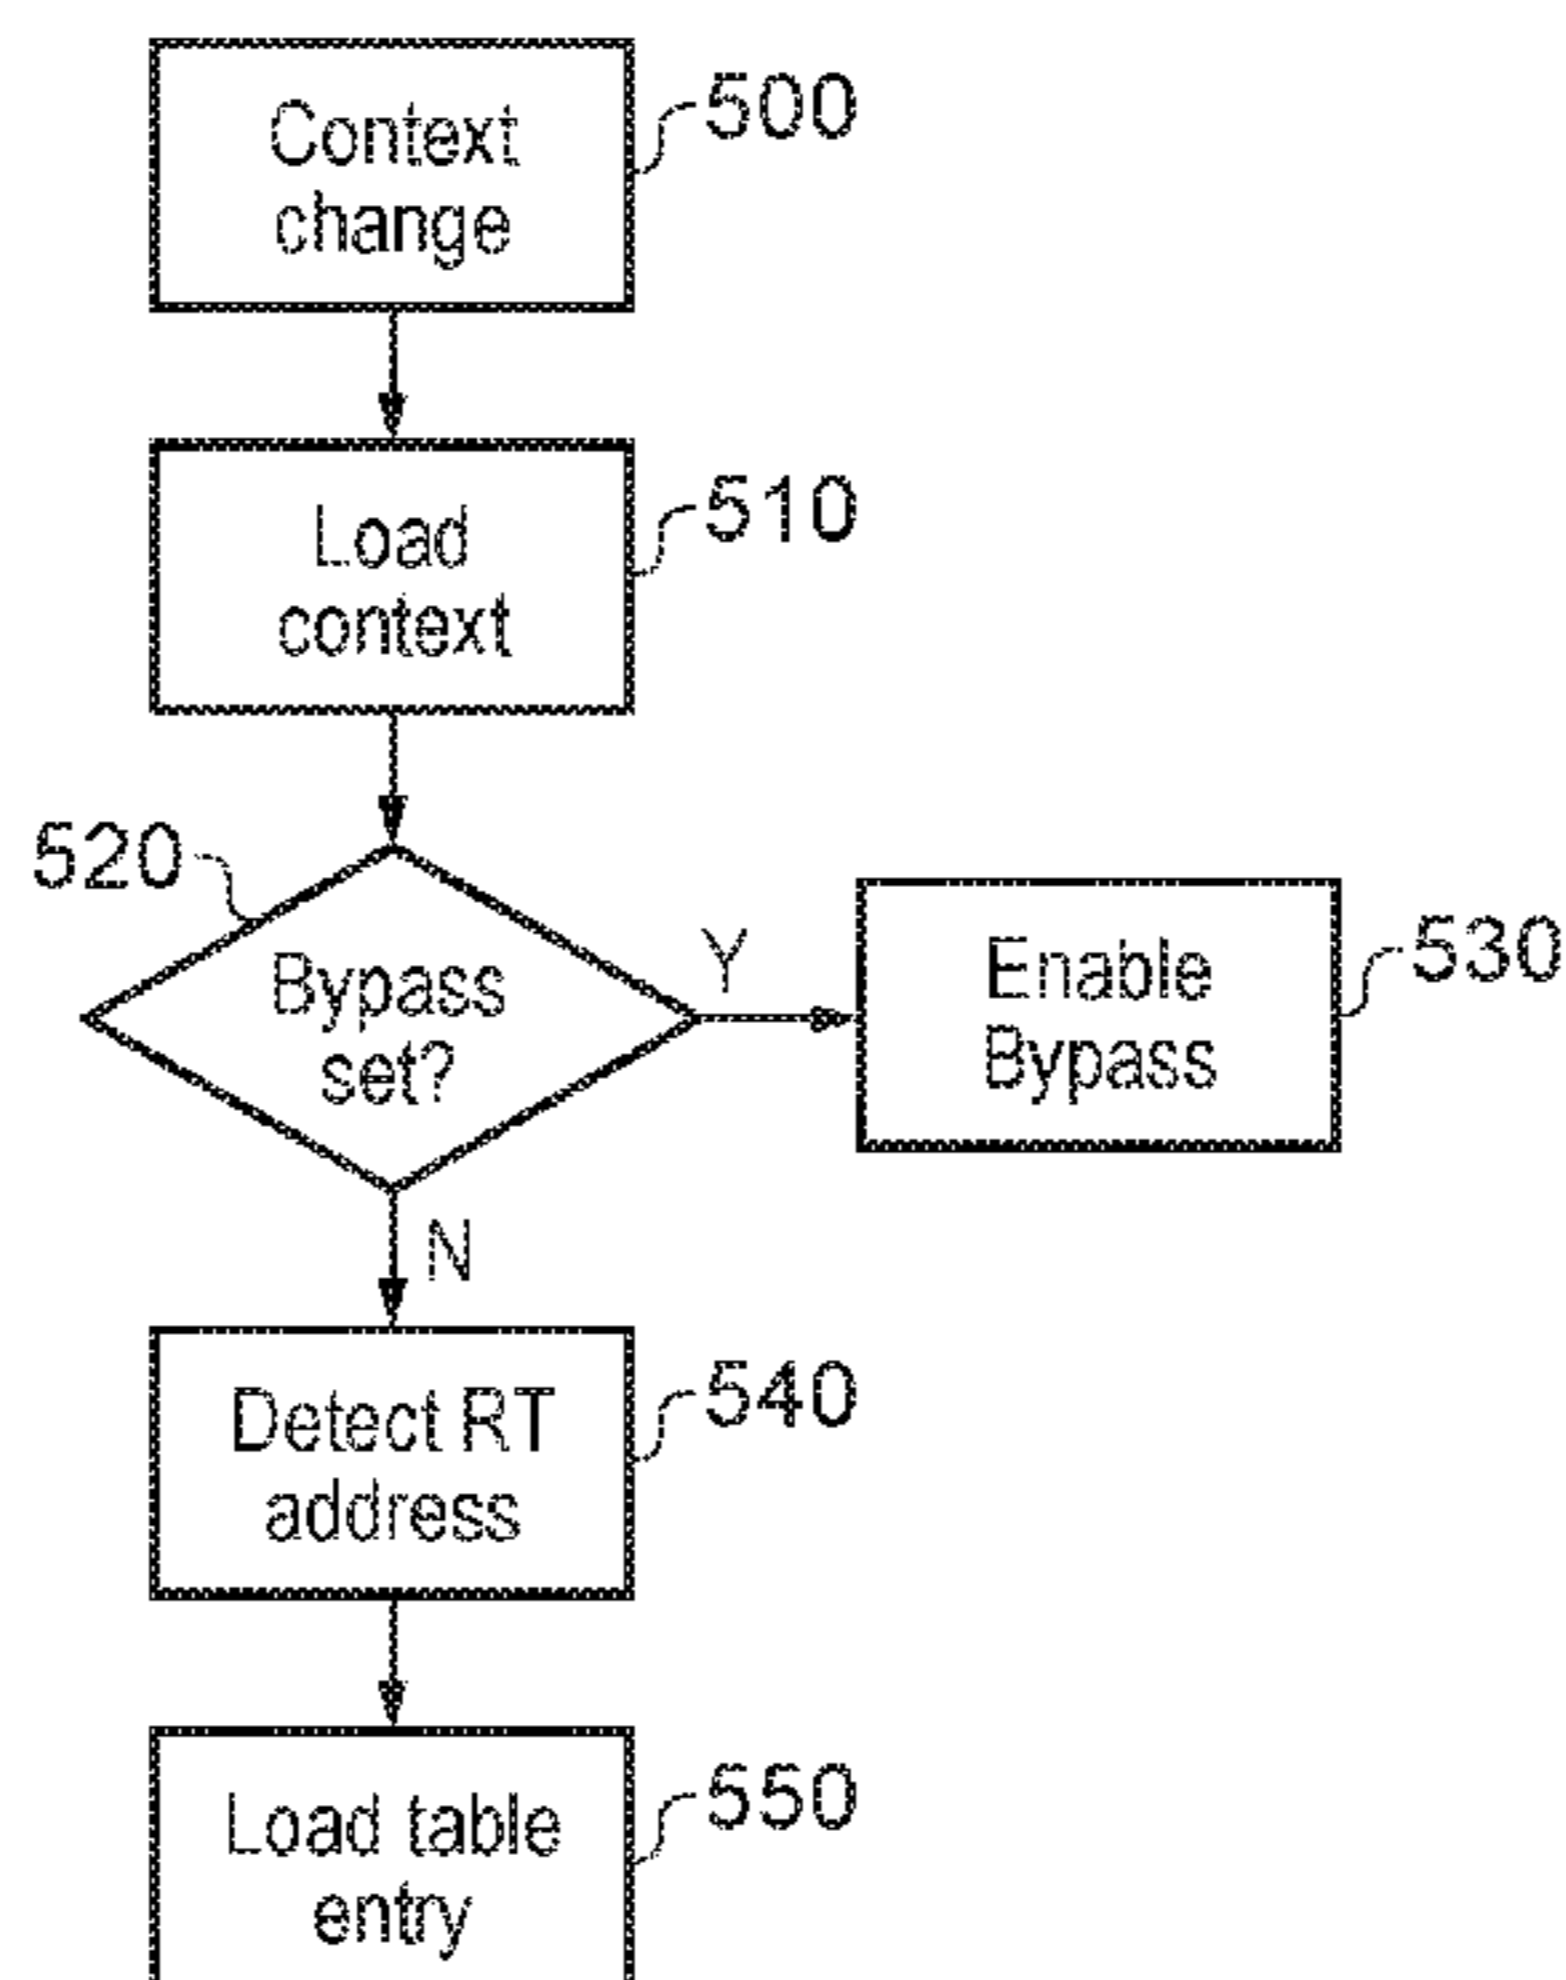 Context
change
500
Load
context
510
520
Bypass
set?
Y
Enable
Bypass
530
N
Detect RT
address
540
Load table
entry
550